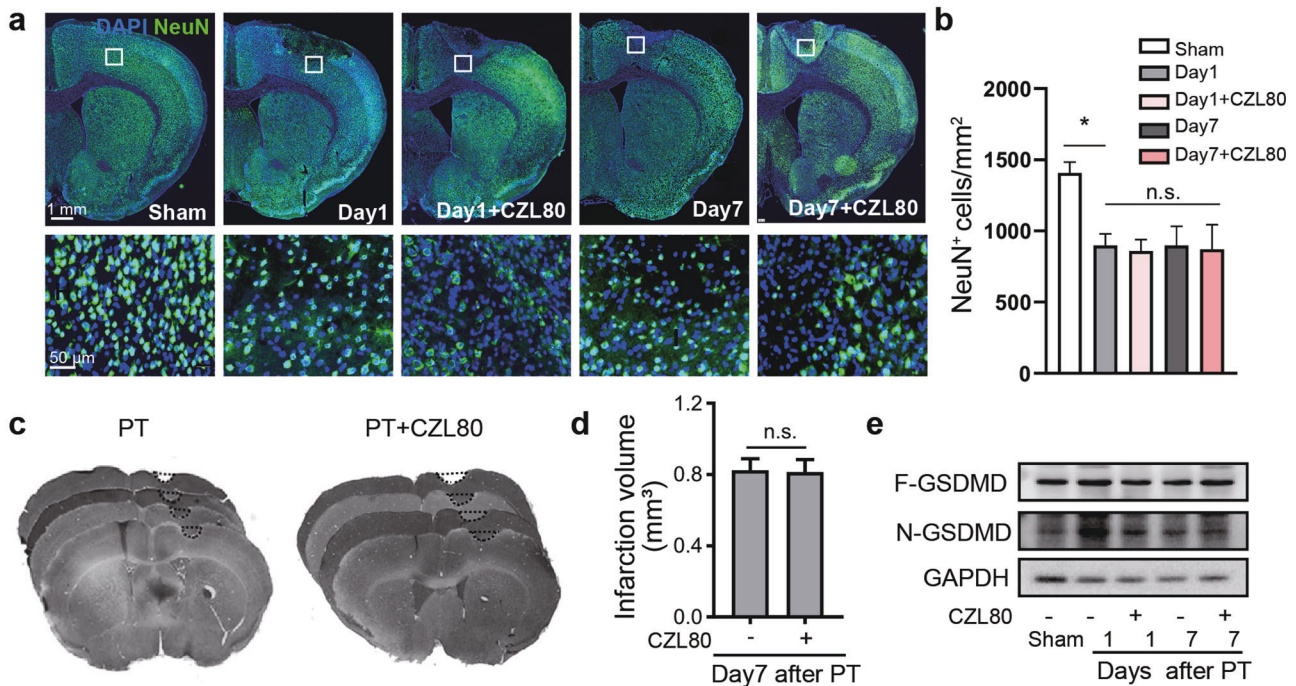 a
DAPI NeuN
1 mm
Sham
Day1
Day1+CZL80
Day7
Day7+CZL80
50 µm
b
Sham
Day1
Day1+CZL80
Day7
Day7+CZL80
NeuN⁺ cells/mm²
2000
1500
1000
500
0
*
n.s.
c
PT
PT+CZL80
d
Infarction volume
(mm³)
1.2
0.8
0.4
0.0
n.s.
CZL80 - +
Day7 after PT
e
F-GSDMD
N-GSDMD
GAPDH
CZL80 - - + - +
Sham 1 1 7 7
Days after PT